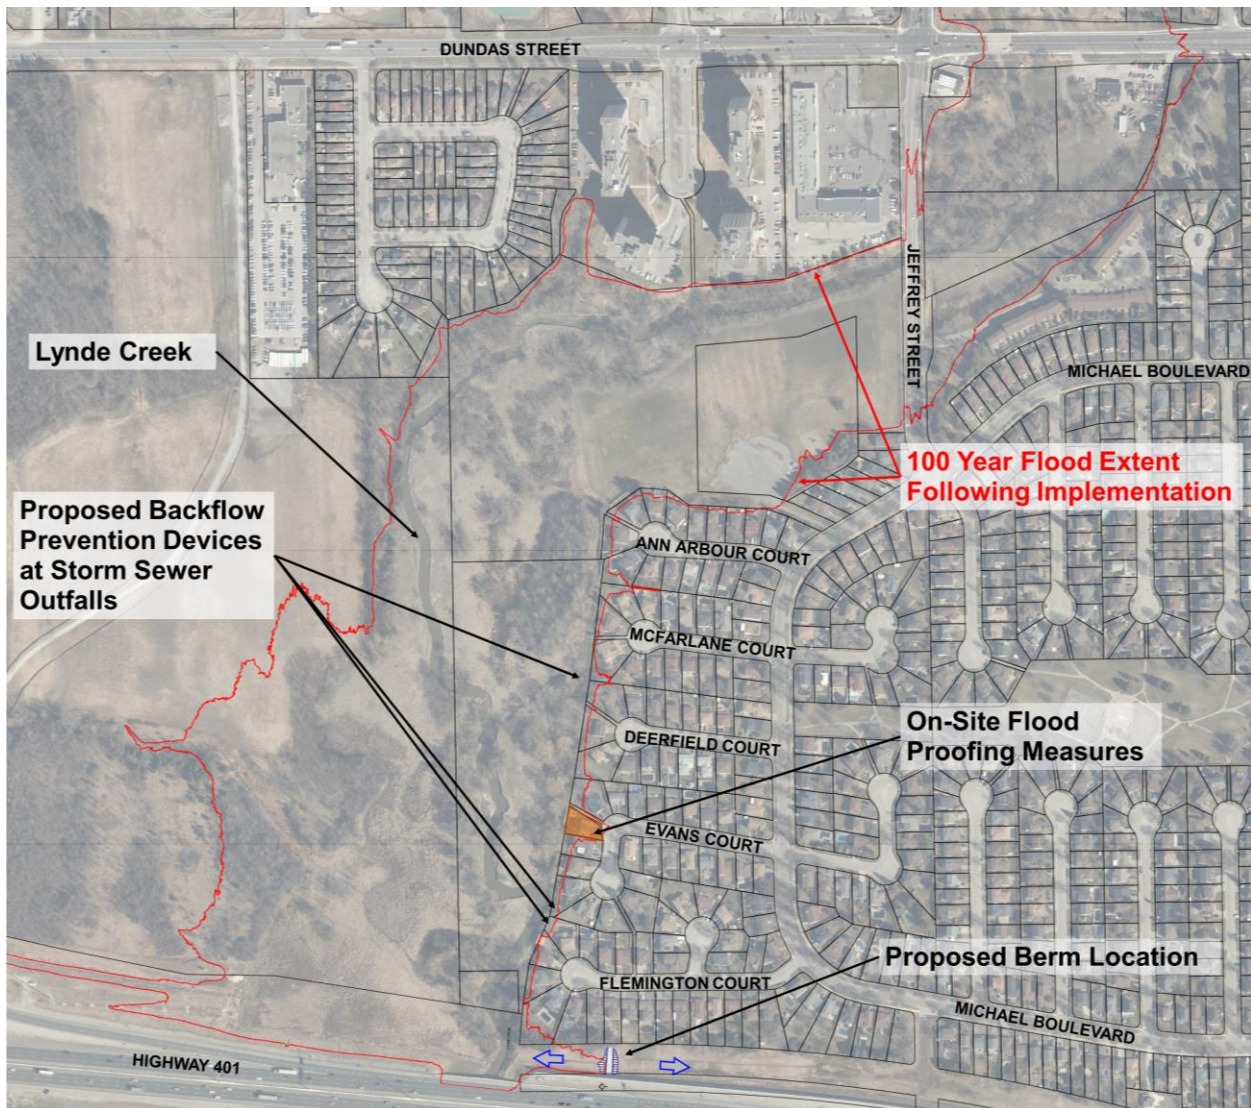 DUNDAS STREET
JEFFREY STREET
Lynde Creek
MICHAEL BOULEVARD
100 Year Flood Extent
Following Implementation
Proposed Backflow
Prevention Devices
at Storm Sewer
Outfalls
ANN ARBOUR COURT
MCFARLANE COURT
On-Site Flood
Proofing Measures
DEERFIELD COURT
EVANS COURT
Proposed Berm Location
FLEMINGTON COURT
MICHAEL BOULEVARD
HIGHWAY 401